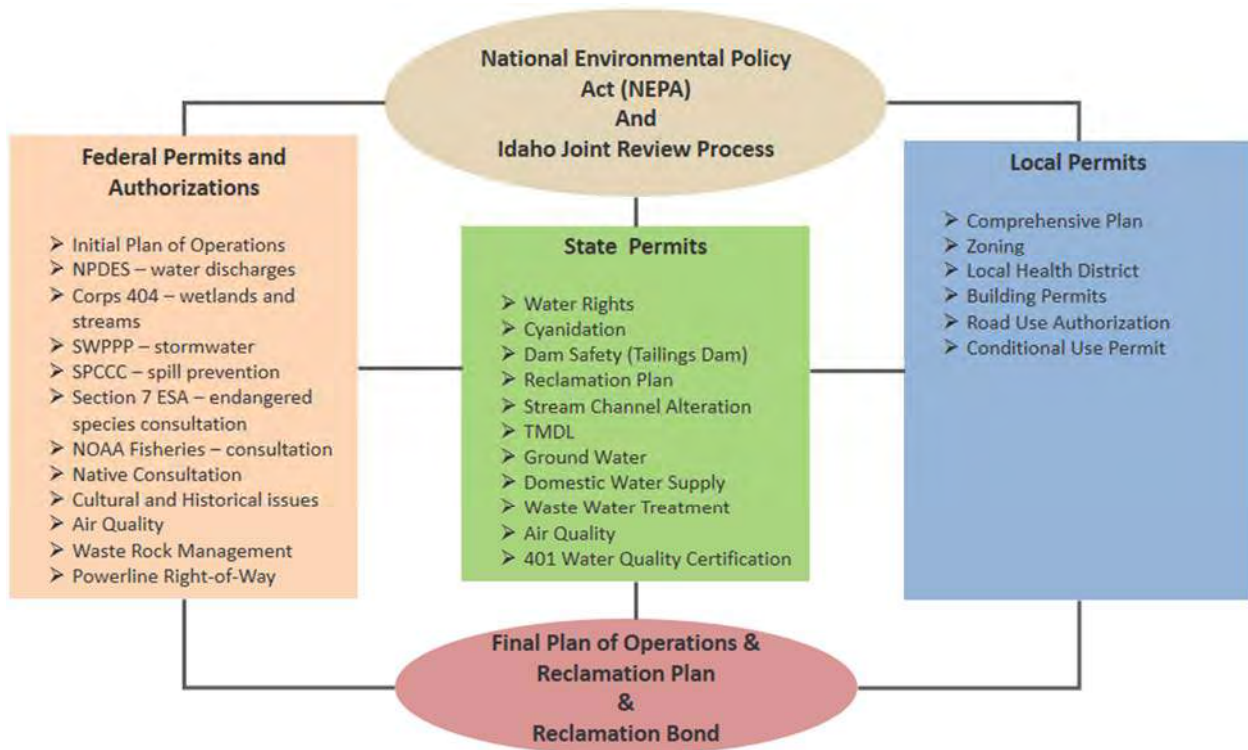 National Environmental Policy
Act (NEPA)
And
Idaho Joint Review Process
Federal Permits and
Authorizations
➢ Initial Plan of Operations
➢ NPDES – water discharges
➢ Corps 404 – wetlands and
streams
➢ SWPPP – stormwater
➢ SPCCC – spill prevention
➢ Section 7 ESA – endangered
species consultation
➢ NOAA Fisheries – consultation
➢ Native Consultation
➢ Cultural and Historical issues
➢ Air Quality
➢ Waste Rock Management
➢ Powerline Right-of-Way
State Permits
➢ Water Rights
➢ Cyanidation
➢ Dam Safety (Tailings Dam)
➢ Reclamation Plan
➢ Stream Channel Alteration
➢ TMDL
➢ Ground Water
➢ Domestic Water Supply
➢ Waste Water Treatment
➢ Air Quality
➢ 401 Water Quality Certification
Local Permits
➢ Comprehensive Plan
➢ Zoning
➢ Local Health District
➢ Building Permits
➢ Road Use Authorization
➢ Conditional Use Permit
Final Plan of Operations &
Reclamation Plan
&
Reclamation Bond